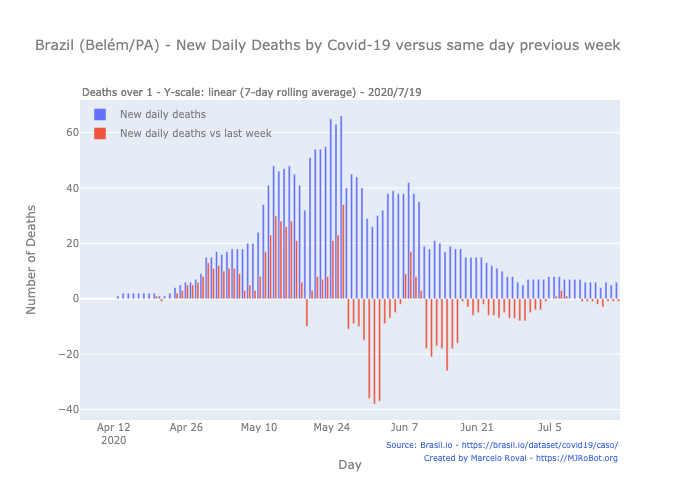 Brazil (Belém/PA) - New Daily Deaths by Covid-19 versus same day previous week
Deaths over 1 - Y-scale: linear (7-day rolling average) - 2020/7/19
New daily deaths
New daily deaths vs last week
Number of Deaths
60
40
20
0
−20
−40
Apr 12 Apr 26 May 10 May 24 Jun 7 Jun 21 Jul 5
2020
Day
Source: Brasil.io - https://brasil.io/dataset/covid19/caso/
Created by Marcelo Rovai - https://MJRoBot.org